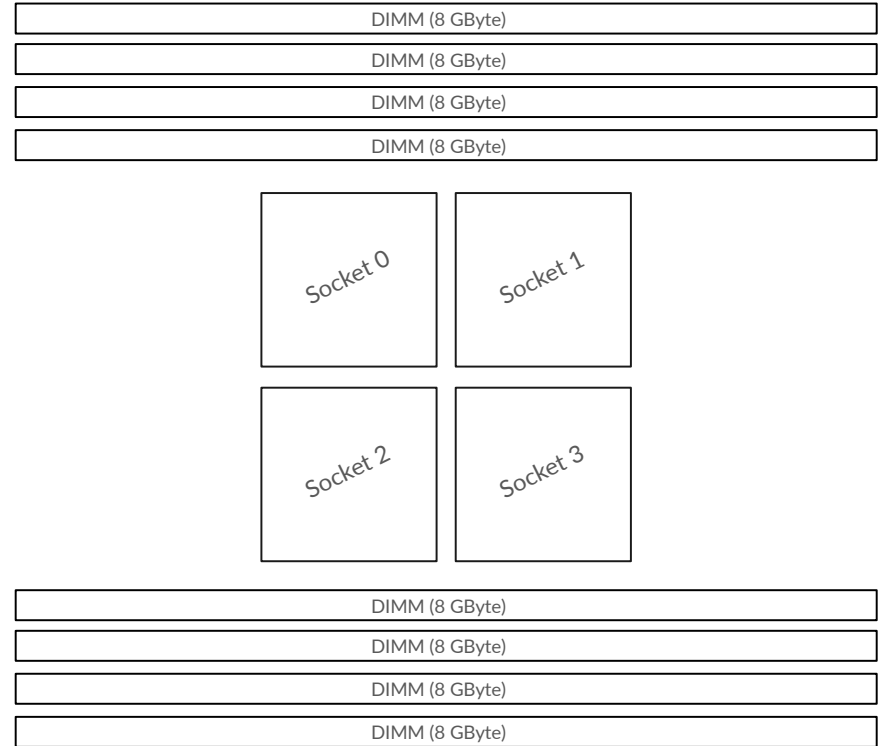 DIMM (8 GByte)
DIMM (8 GByte)
DIMM (8 GByte)
DIMM (8 GByte)
Socket 0
Socket 1
Socket 2
Socket 3
DIMM (8 GByte)
DIMM (8 GByte)
DIMM (8 GByte)
DIMM (8 GByte)